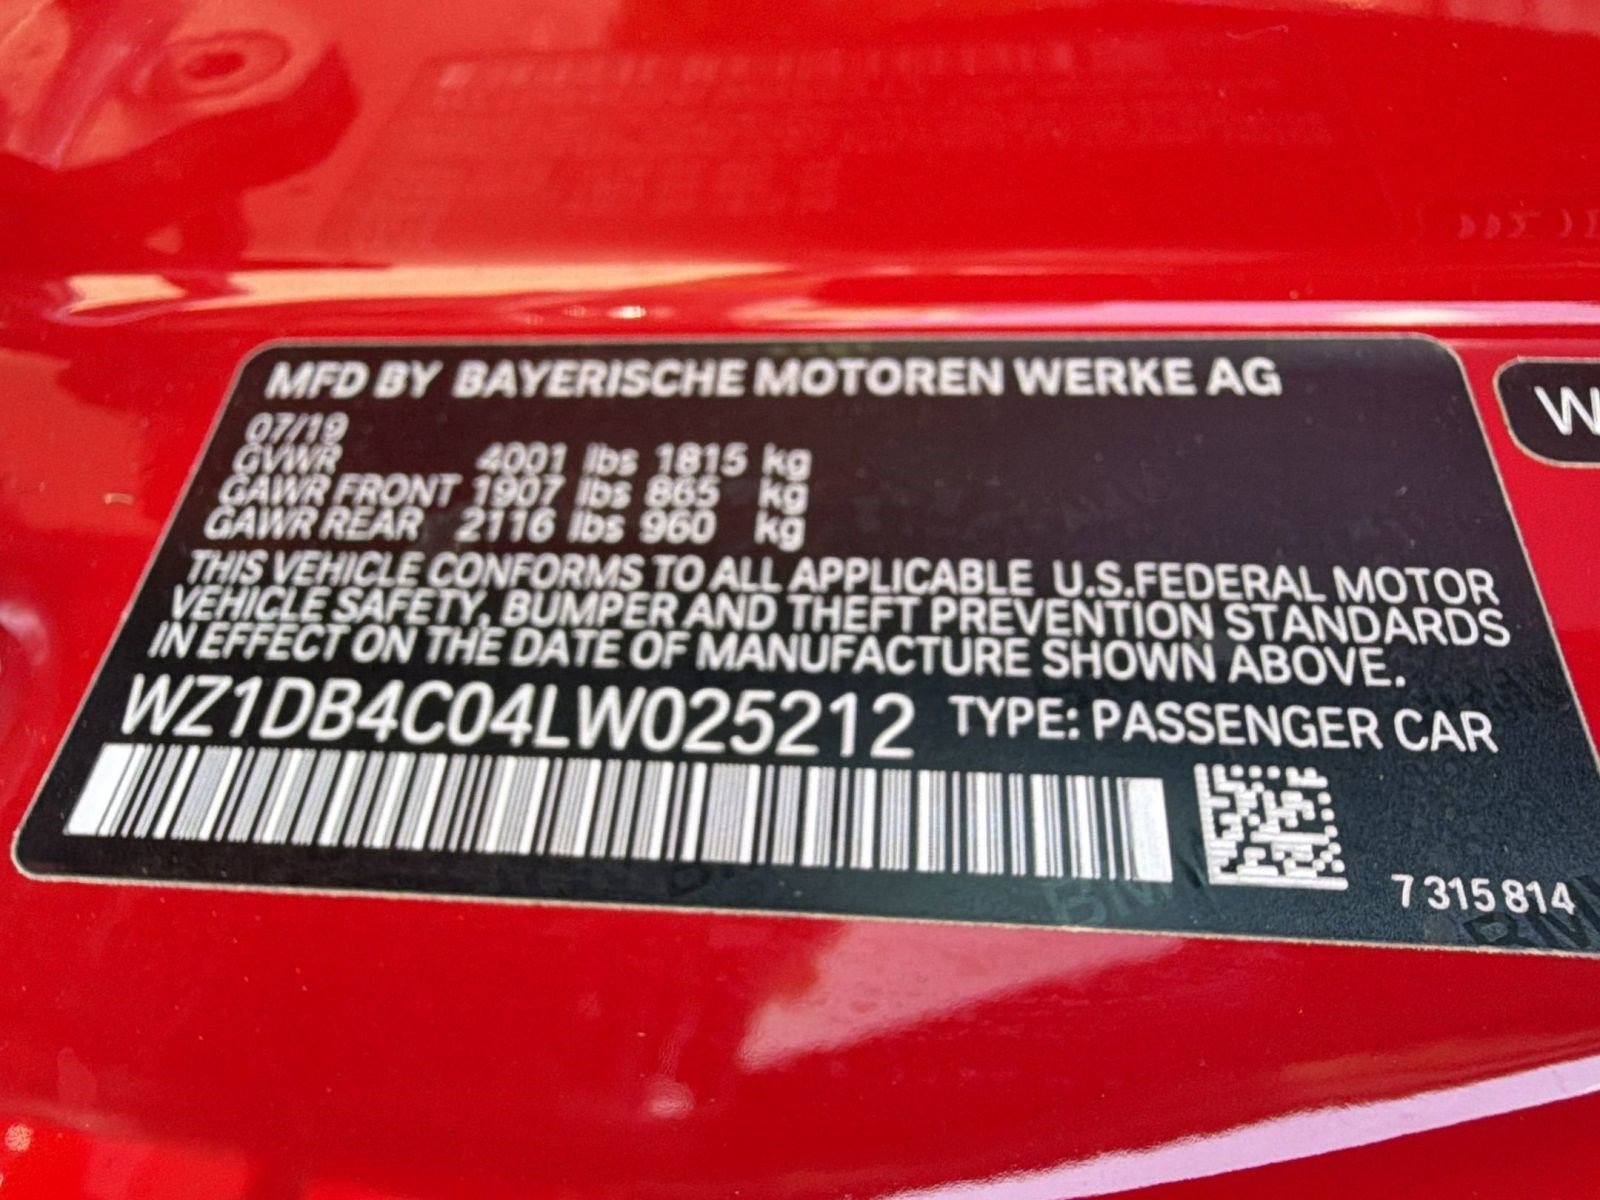 MFD BY BAYERISCHE MOTOREN WERKE AG
07/19
GVWR 4001 lbs 1815 kg
GAWR FRONT 1907 lbs 865 kg
GAWR REAR 2116 lbs 960 kg
THIS VEHICLE CONFORMS TO ALL APPLICABLE U.S.FEDERAL MOTOR
VEHICLE SAFETY, BUMPER AND THEFT PREVENTION STANDARDS
IN EFFECT ON THE DATE OF MANUFACTURE SHOWN ABOVE.
WZ1DB4C04LW025212 TYPE: PASSENGER CAR
7 315 814
W